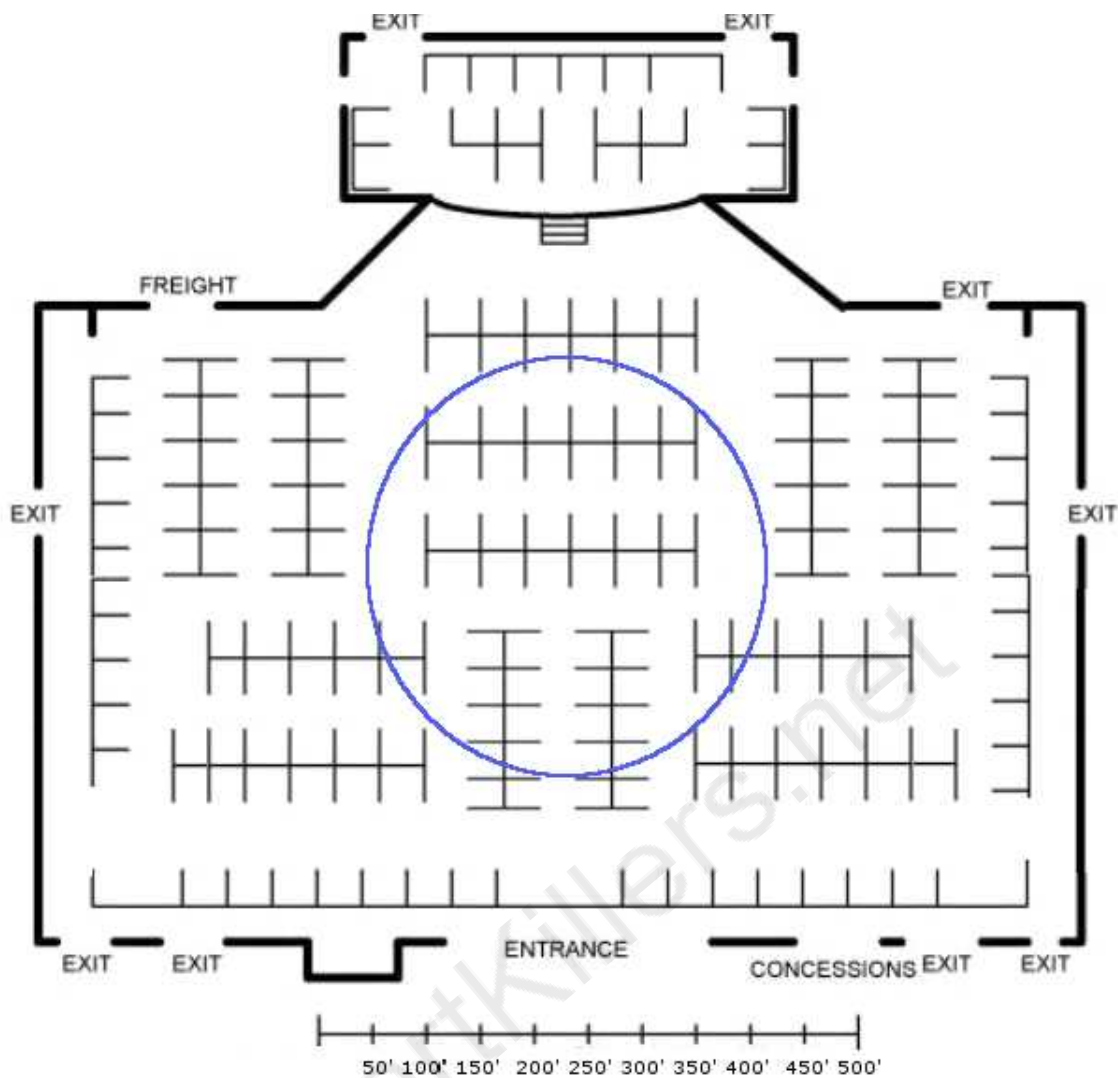 EXIT EXIT
FREIGHT
EXIT
EXIT
EXIT
ENTRANCE
EXIT EXIT
CONCESSIONS EXIT EXIT
50' 100' 150' 200' 250' 300' 350' 400' 450' 500'